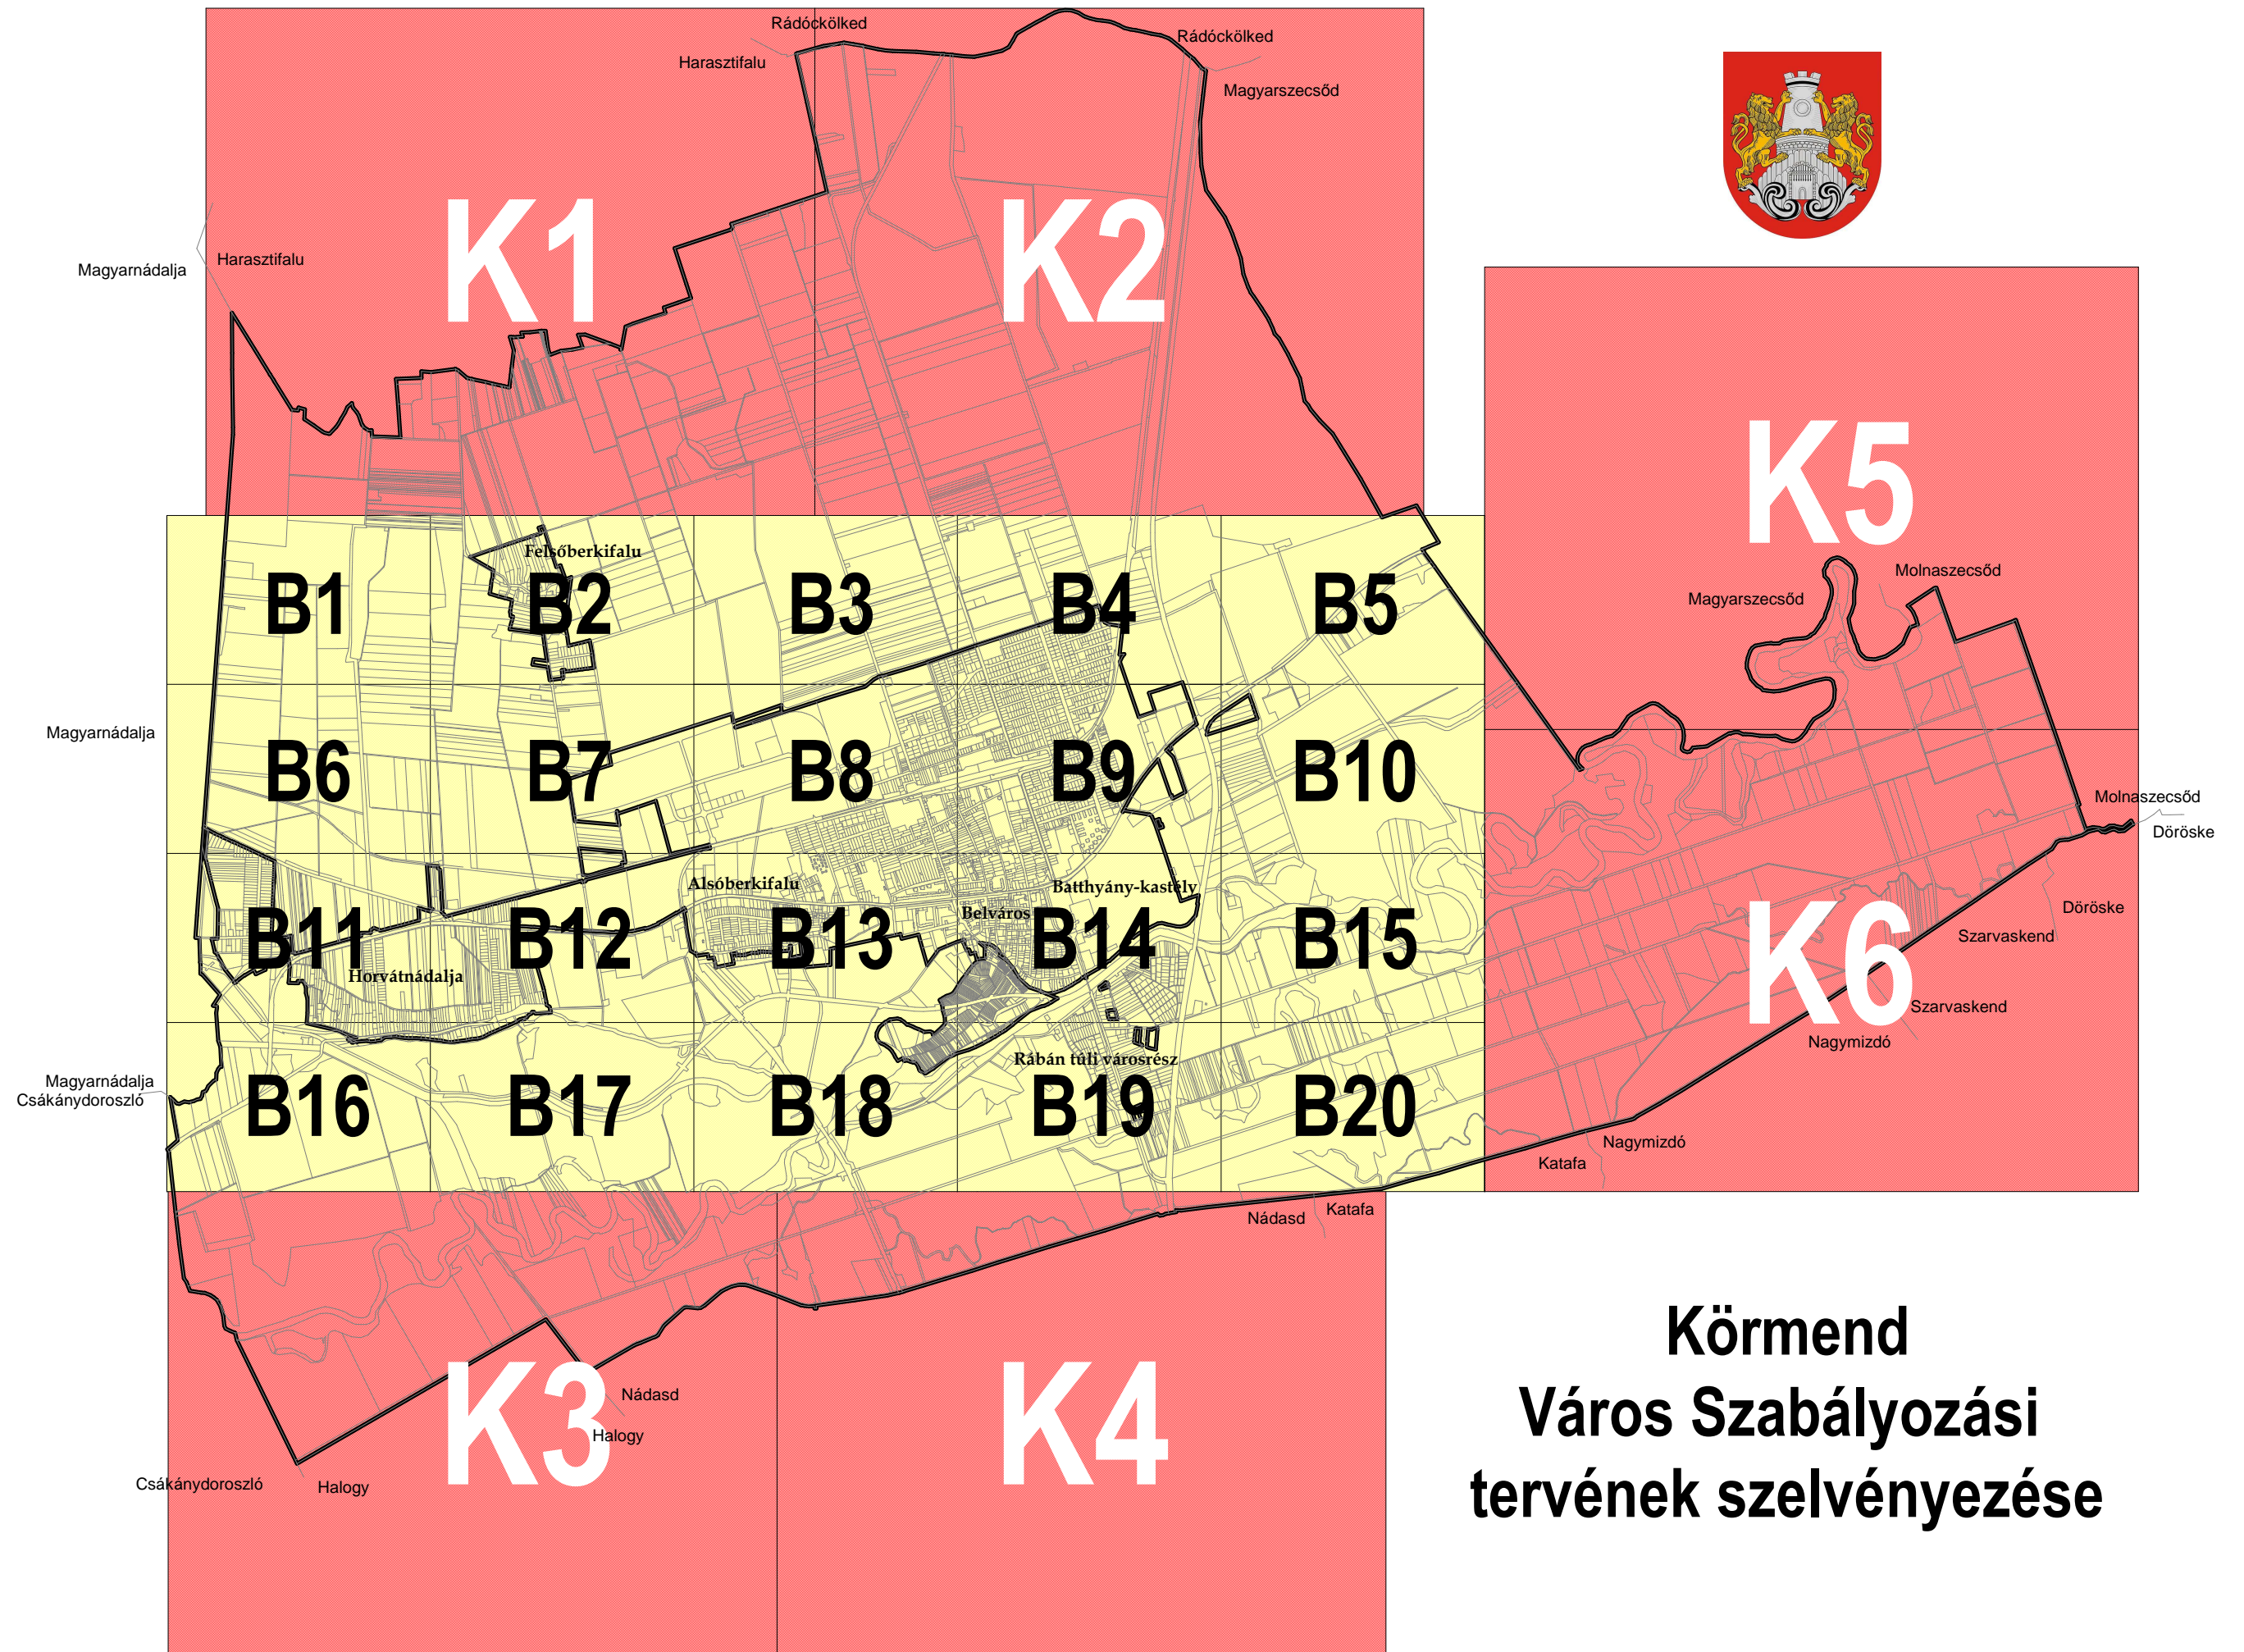 Rádóckölked
Rádóckölked
Harasztifalu
Magyarszecsőd
K1
K2
Magyarnádalja
Harasztifalu
K5
Felsőberkifalu
Molnaszecsőd
Magyarszecsőd
B1
B2
B3
B4
B5
Magyarnádalja
B6
B7
B8
B9
B10
Molnaszecsőd
Döröske
Alsóberkifalu
Batthyány-kastély
Belváros
Döröske
B11
B12
B13
B14
B15
K6
Szarvaskend
Horvátnádalja
Szarvaskend
Nagymizdó
Rábán túli városrész
Magyarnádalja
Csákánydoroszló
B16
B17
B18
B19
B20
Nagymizdó
Katafa
Katafa
Nádasd
Körmend
Város Szabályozási
tervének szelvényezése
K3
K4
Nádasd
Halogy
Csákánydoroszló
Halogy